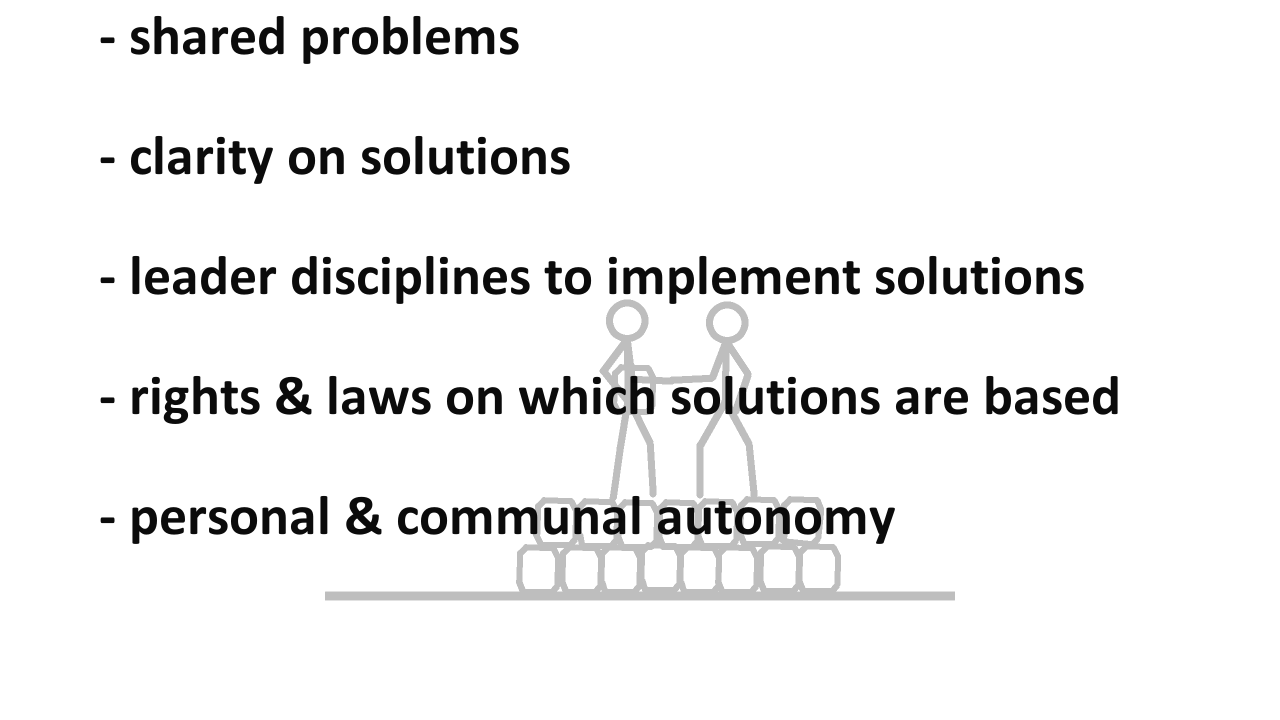 - shared problems
- clarity on solutions
- leader disciplines to implement solutions
- rights & laws on which solutions are based
- personal & communal autonomy